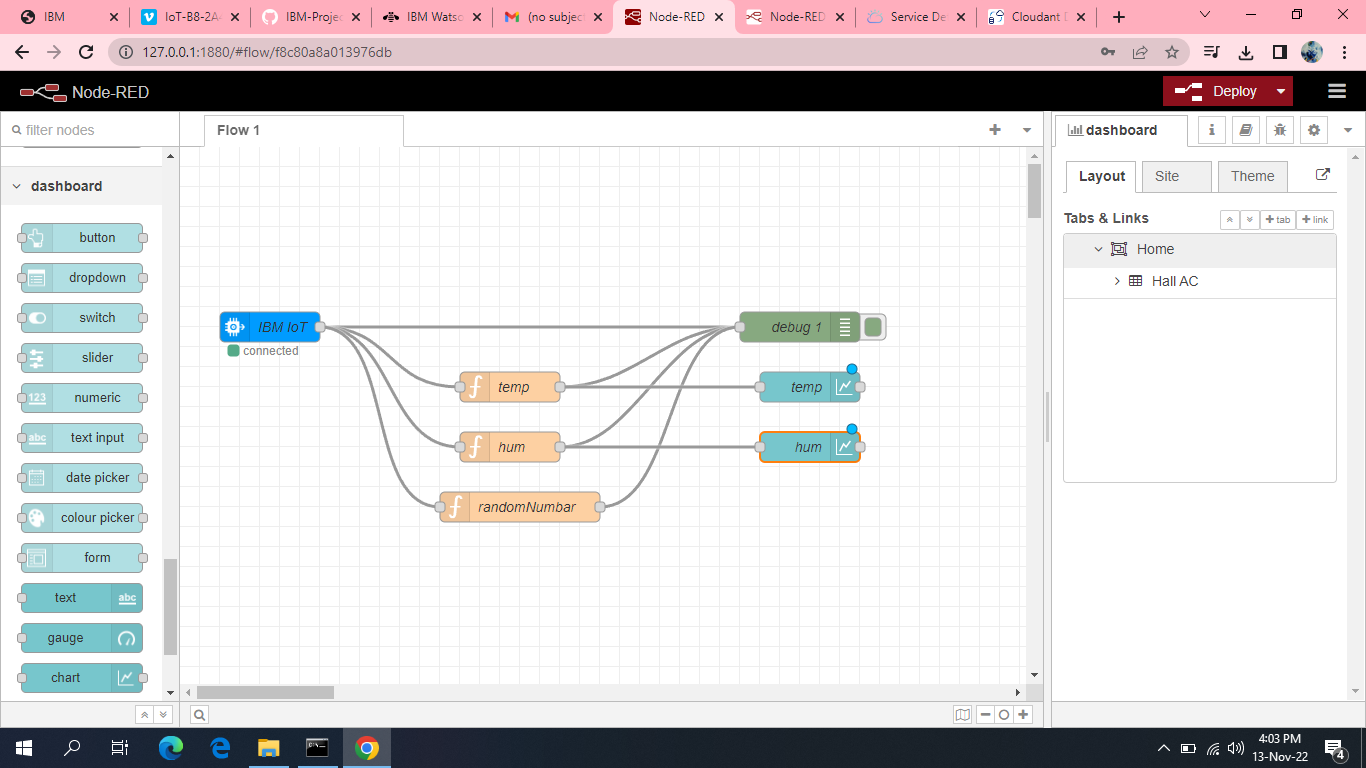 IBM
IoT-B8-2A
IBM-Projec
IBM Watso
(no subjec
Node-RED
Node-RED
Service De
Cloudant D
127.0.0.1:1880/#flow/f8c80a8a013976db
Node-RED
Deploy
filter nodes
Flow 1
dashboard
dashboard
button
dropdown
switch
slider
123 numeric
abc text input
date picker
colour picker
form
text abc
gauge
chart
IBM IoT
connected
debug 1
temp
temp
hum
hum
randomNumbar
Layout
Site
Theme
Tabs & Links
tab
link
Home
Hall AC
4:03 PM
13-Nov-22
4